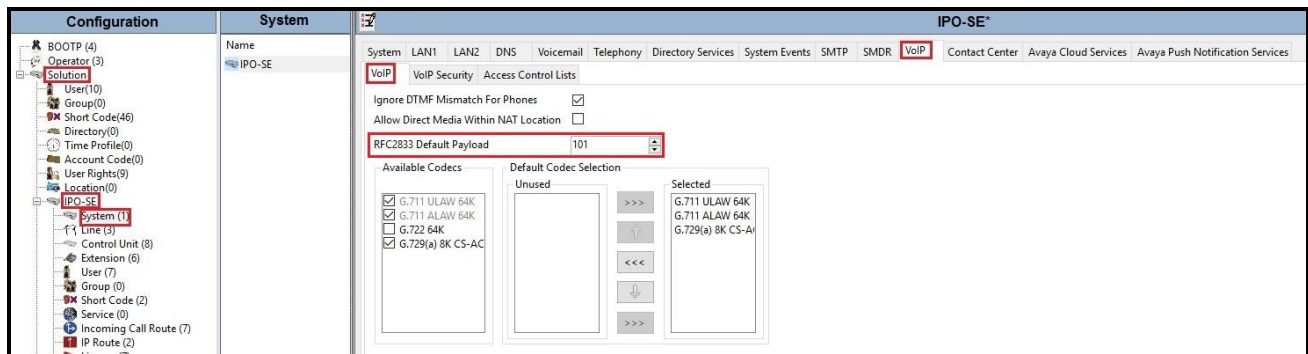 Configuration
BOOTP (4)
Operator (3)
Solution
User(10)
Group(0)
Short Code(46)
Directory(0)
Time Profile(0)
Account Code(0)
User Rights(9)
Location(0)
IPO-SE
System (1)
Line (3)
Control Unit (8)
Extension (6)
User (7)
Group (0)
Short Code (2)
Service (0)
Incoming Call Route (7)
IP Route (2)
System
Name
IPO-SE
IPO-SE*
System LAN1 LAN2 DNS Voicemail Telephony Directory Services System Events SMTP SMDR VoIP Contact Center Avaya Cloud Services Avaya Push Notification Services
VoIP VoIP Security Access Control Lists
Ignore DTMF Mismatch For Phones
Allow Direct Media Within NAT Location
RFC2833 Default Payload 101
Available Codecs
G.711 ULAW 64K
G.711 ALAW 64K
G.722 64K
G.729(a) 8K CS-AC
Default Codec Selection
Unused
>>>
<<<
>>>
Selected
G.711 ULAW 64K
G.711 ALAW 64K
G.729(a) 8K CS-A